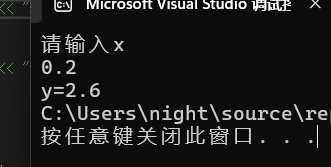 Microsoft Visual Studio 调试
<< "
<< "
请输入x
0.2
y=2.6
C:\Users\night\source\rep
按任意键关闭此窗口. . .